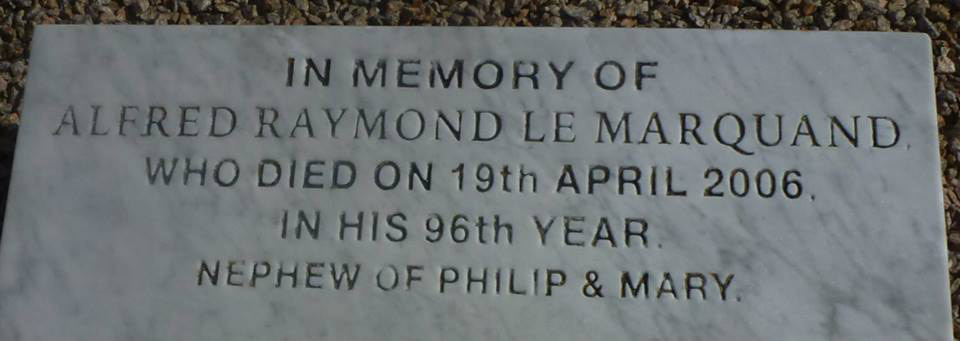 IN MEMORY OF
ALFRED RAYMOND LE MARQUAND.
WHO DIED ON 19th APRIL 2006.
IN HIS 96th YEAR.
NEPHEW OF PHILIP & MARY.